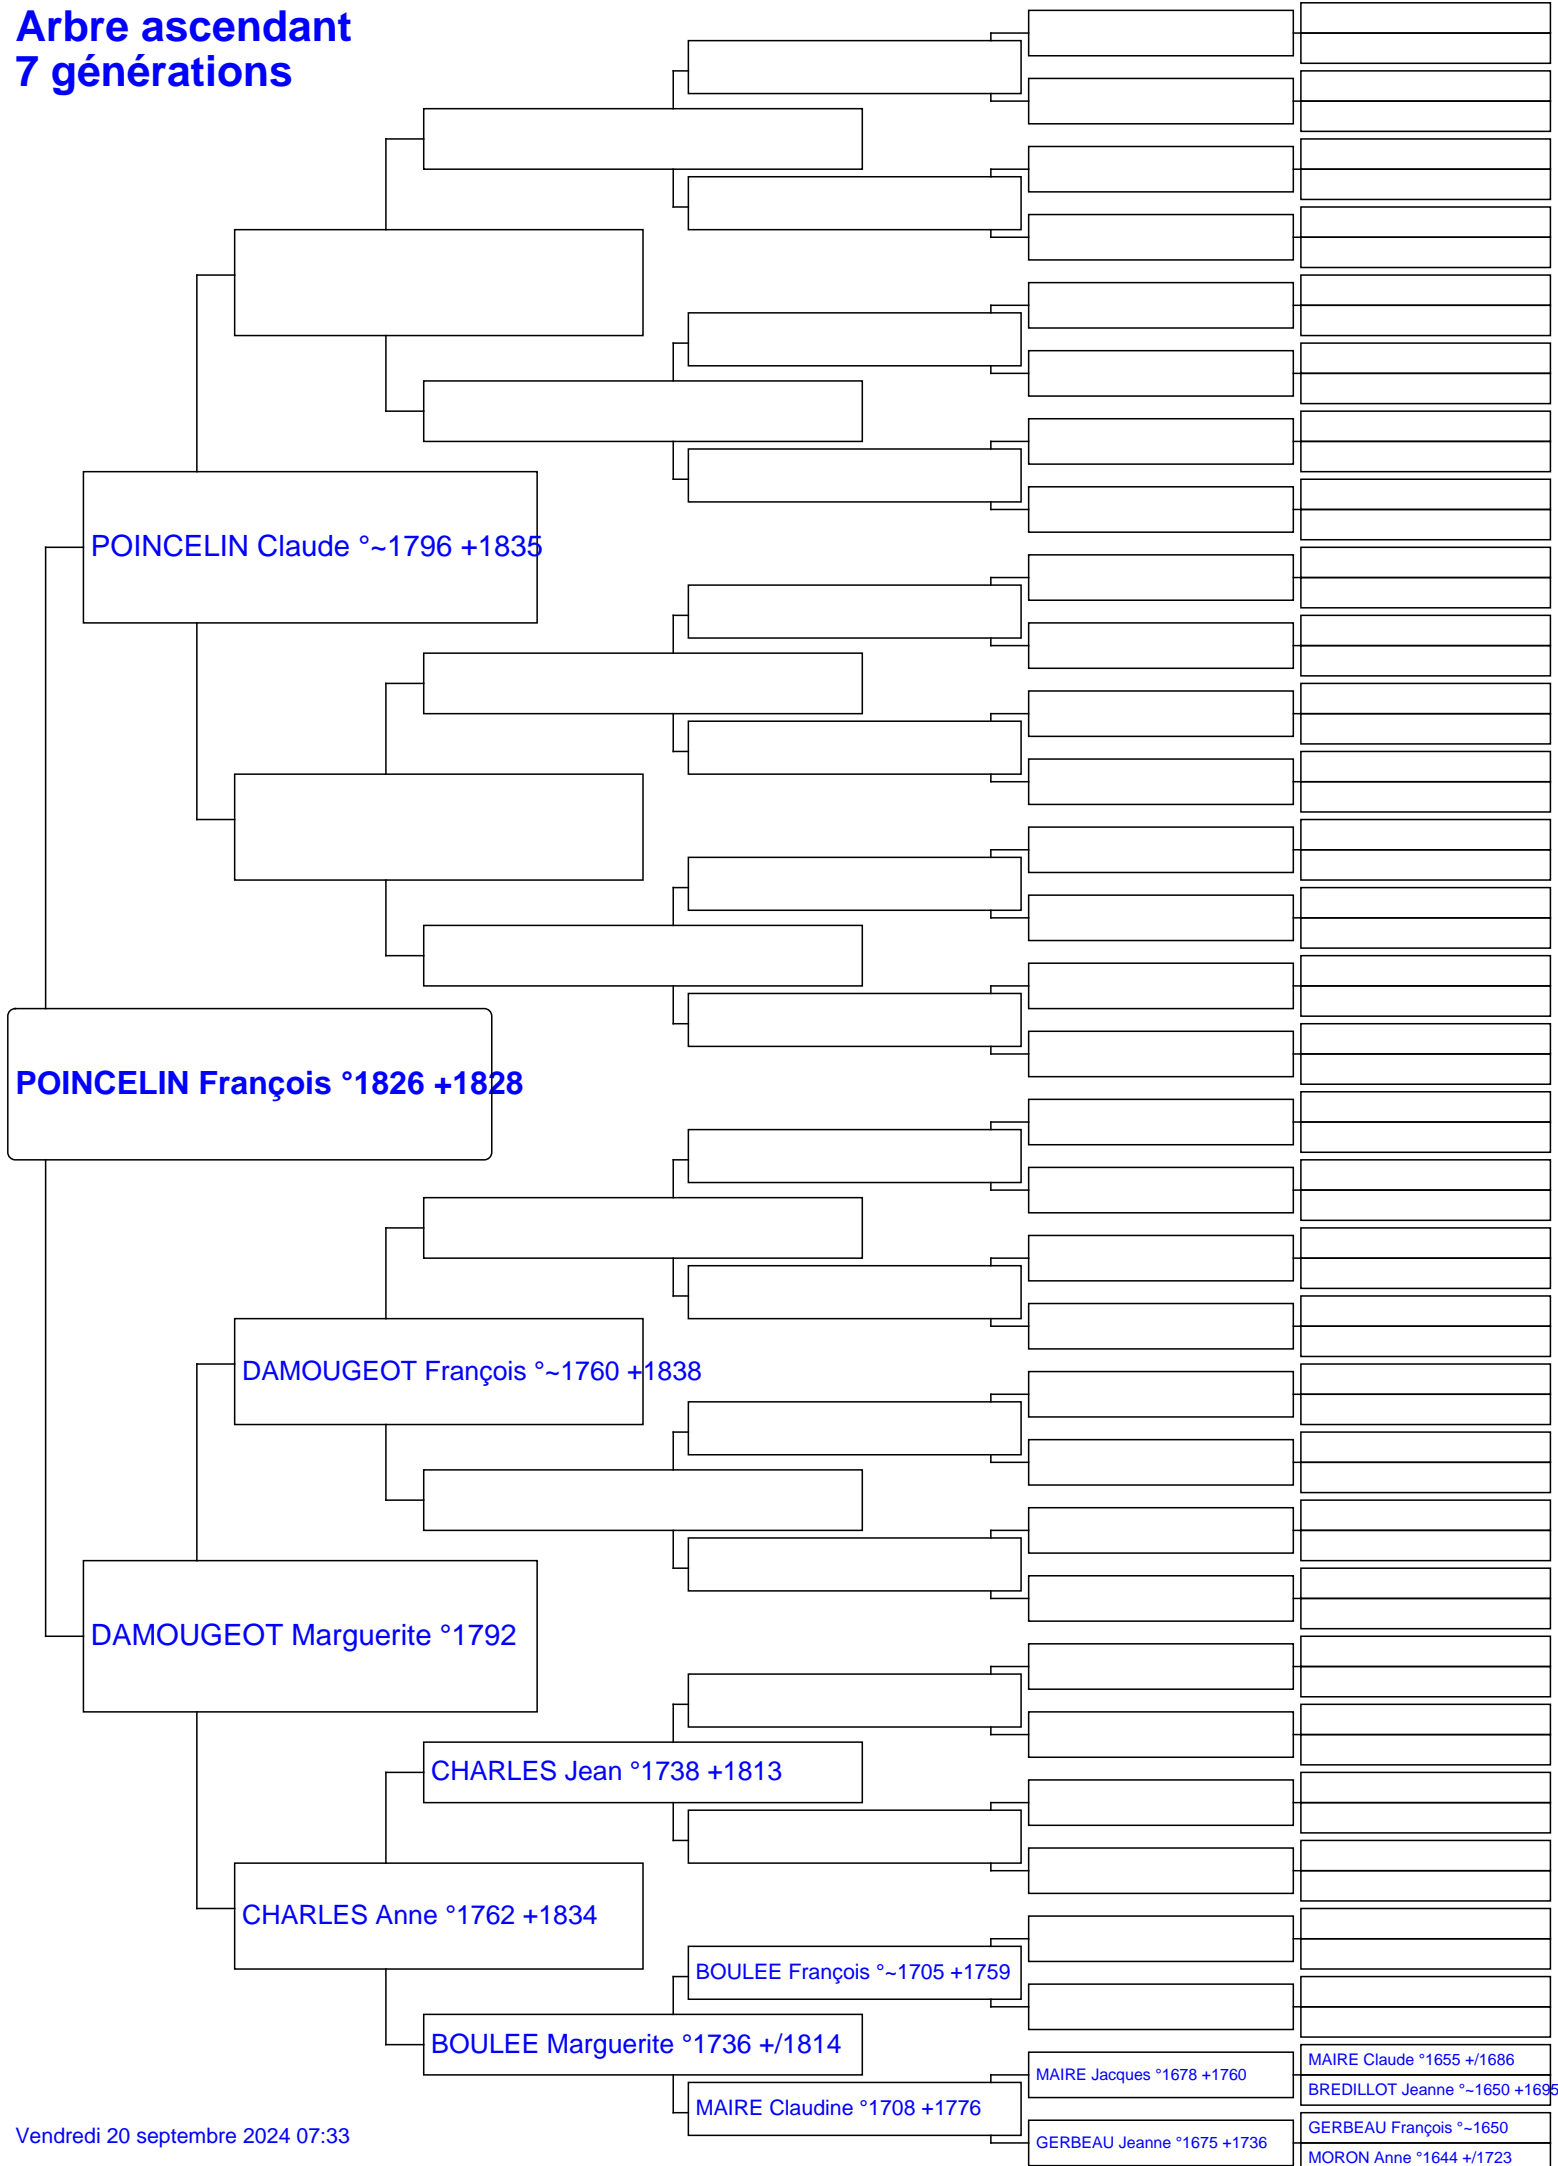 Arbre ascendant
7 générations
POINCELIN Claude °~1796 +1835
POINCELIN François °1826 +1828
DAMOUGEOT François °~1760 +1838
DAMOUGEOT Marguerite °1792
CHARLES Jean °1738 +1813
CHARLES Anne °1762 +1834
BOULEE François °~1705 +1759
BOULEE Marguerite °1736 +/1814
MAIRE Claude °1655 +/1686
MAIRE Jacques °1678 +1760
BREDILLOT Jeanne °~1650 +1695
MAIRE Claudine °1708 +1776
GERBEAU François °~1650
GERBEAU Jeanne °1675 +1736
MORON Anne °1644 +/1723
Vendredi 20 septembre 2024 07:33